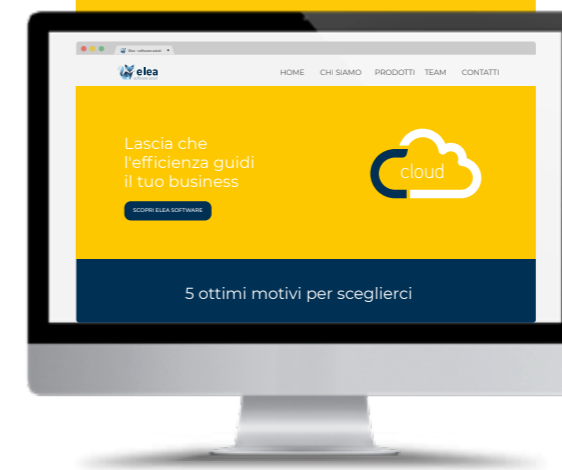 elea
HOME CHI SIAMO PRODOTTI TEAM CONTATTI
Lascia che
l'efficienza guidi
il tuo business
cloud
SCOPRI ELEA SOFTWARE
5 ottimi motivi per sceglierci